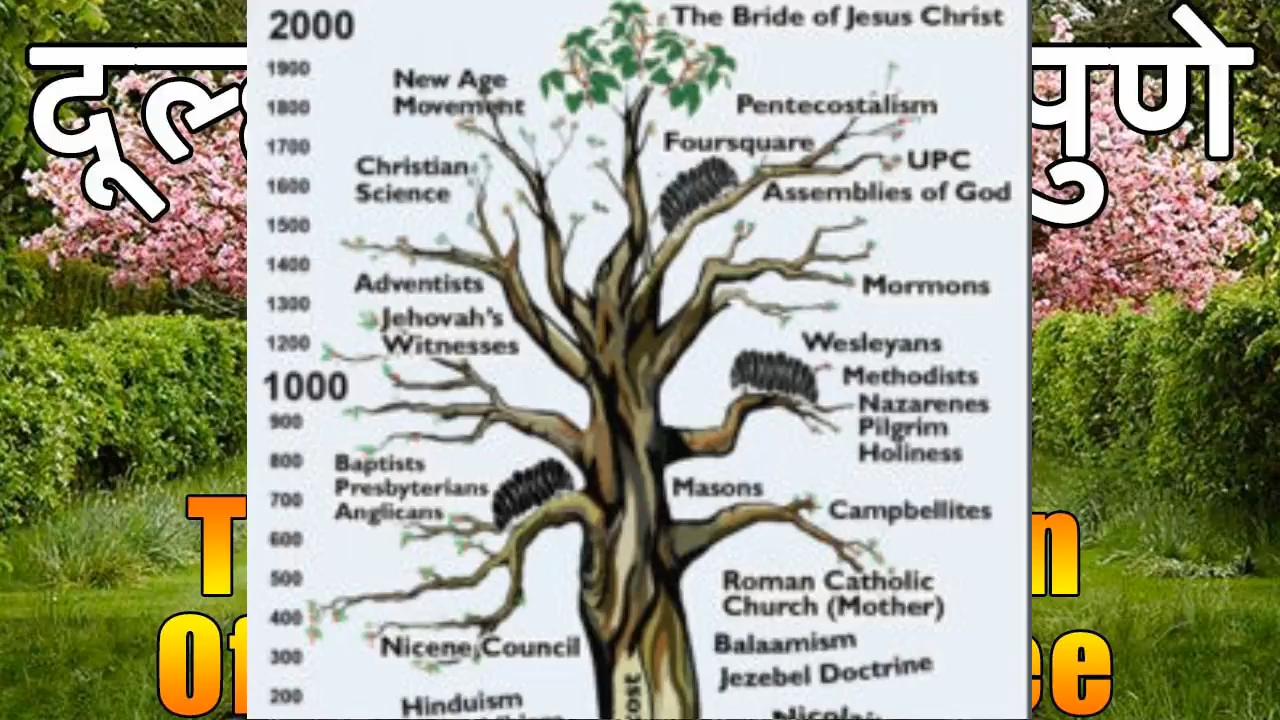 2000
The Bride of Jesus Christ
1900
New Age
Movement
1800
Pentecostalism
1700
Foursquare
Christian
Science
UPC
1600
Assemblies of God
1500
1400
Adventists
Mormons
1300
Jehovah's
Witnesses
1200
Wesleyans
1000
Methodists
900
Nazarenes
Pilgrim
Holiness
800
Baptists
Presbyterians
Anglicans
700
Masons
Campbellites
600
500
Roman Catholic
Church (Mother)
400
Nicene Council
300
Balaamism
Jezebel Doctrine
200
Hinduism
पुणे